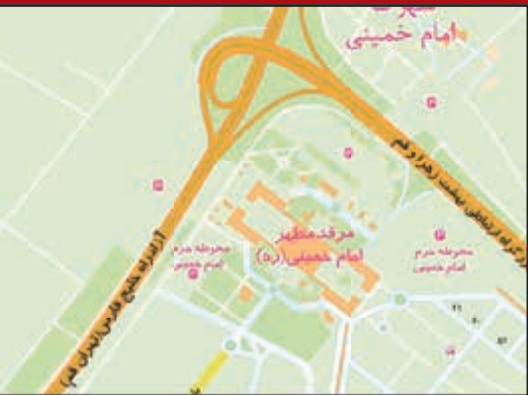 شهرک
امام خمینی
بزرگراه ارتباطی بهشت زهرا و قم
مرقد مطهر
امام خمینی (ره)
محوطه حرم
امام خمینی
محوطه حرم
امام خمینی
آزادراه خلیج فارس (تهران قم)